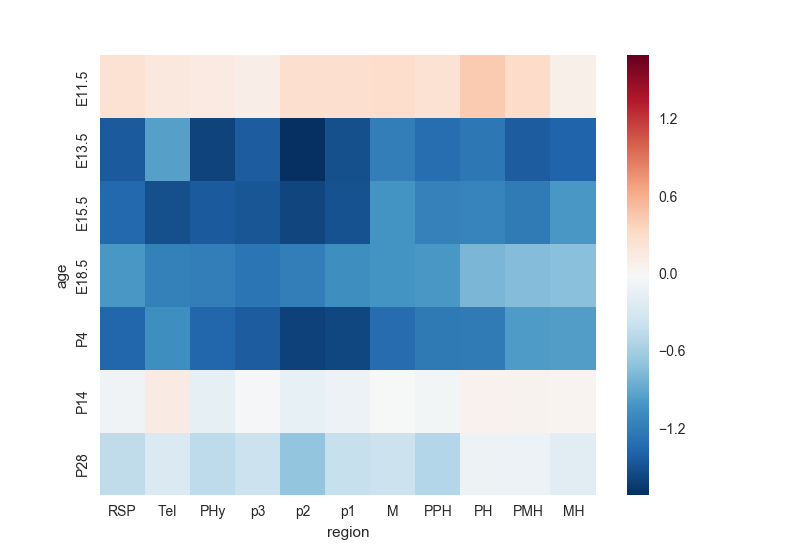 age
E11.5
E13.5
E15.5
E18.5
P4
P14
P28
RSP Tel PHy p3 p2 p1 M PPH PH PMH MH
region
1.2
0.6
0.0
−0.6
−1.2